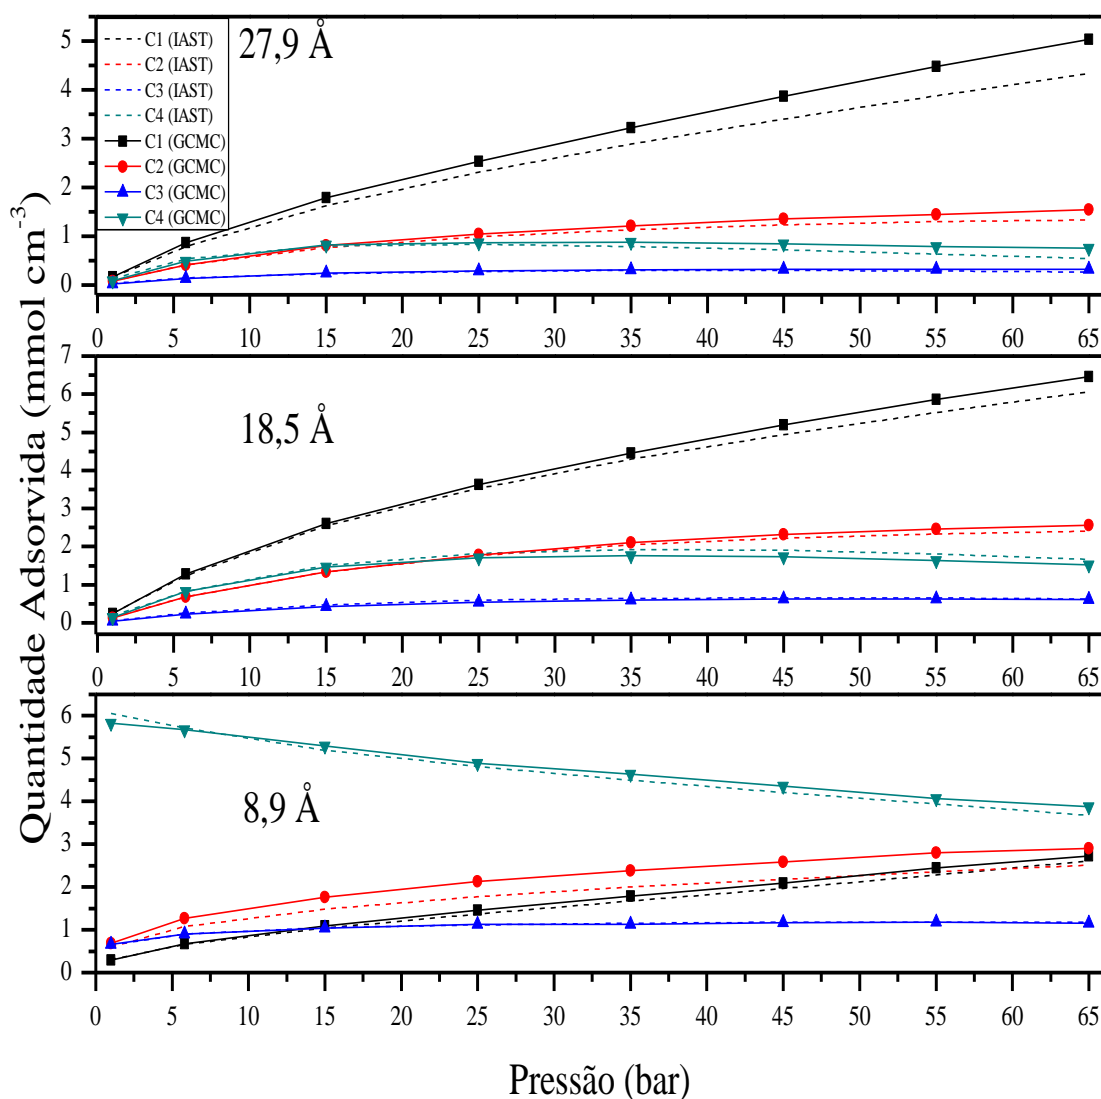 Quantidade Adsorvida (mmol cm⁻³)
C1 (IAST)
C2 (IAST)
C3 (IAST)
C4 (IAST)
C1 (GCMC)
C2 (GCMC)
C3 (GCMC)
C4 (GCMC)
27,9 Å
5
4
3
2
1
0
0 5 10 15 20 25 30 35 40 45 50 55 60 65
18,5 Å
7
6
5
4
3
2
1
0
0 5 10 15 20 25 30 35 40 45 50 55 60 65
8,9 Å
6
5
4
3
2
1
0
0 5 10 15 20 25 30 35 40 45 50 55 60 65
Pressão (bar)